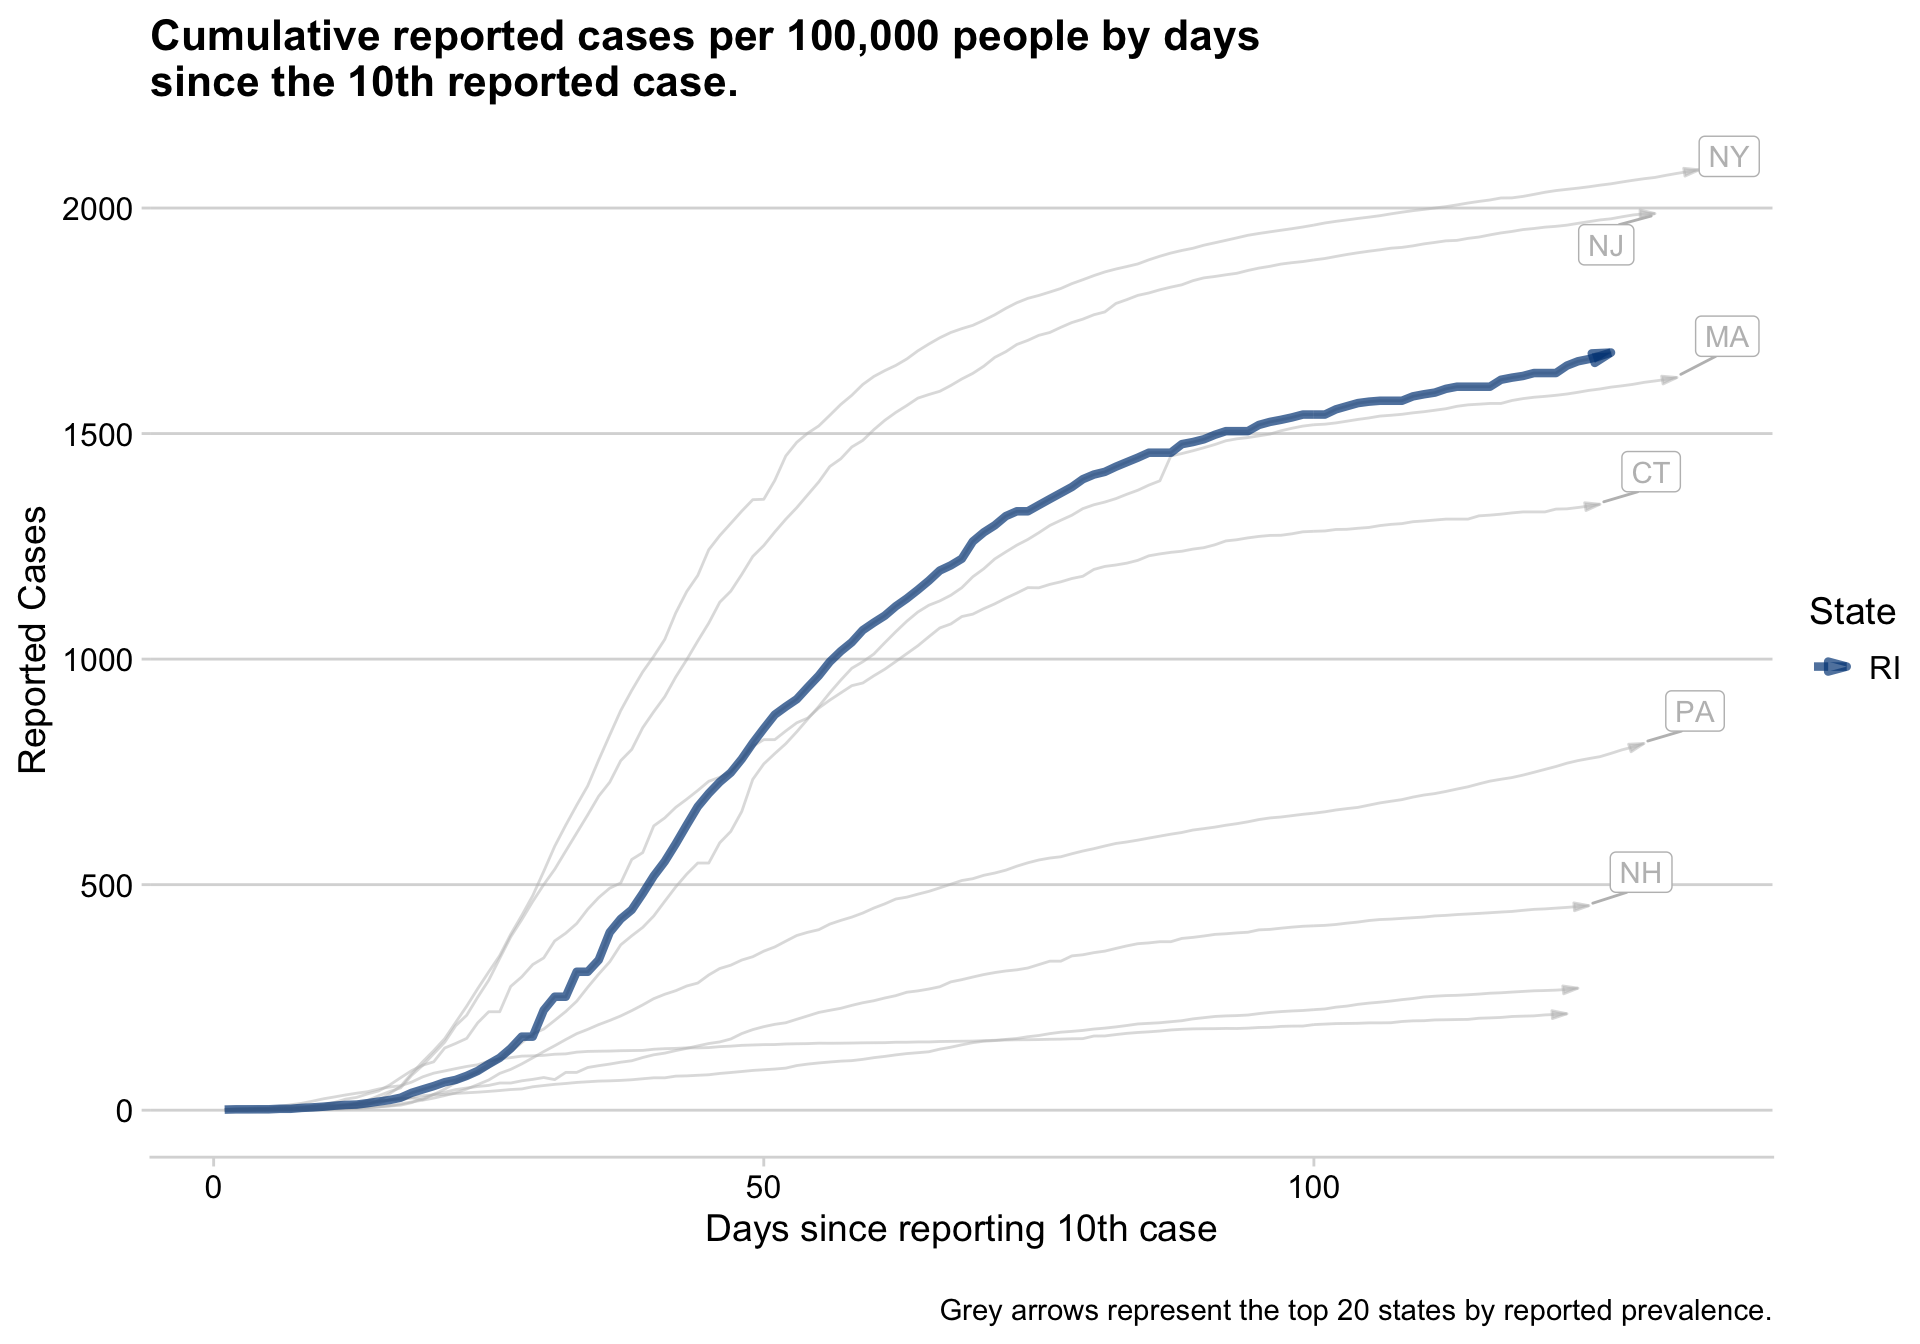 Cumulative reported cases per 100,000 people by days
since the 10th reported case.
NY
2000
NJ
MA
1500
CT
Reported Cases
State
RI
1000
PA
NH
500
0
0
50
100
Days since reporting 10th case
Grey arrows represent the top 20 states by reported prevalence.